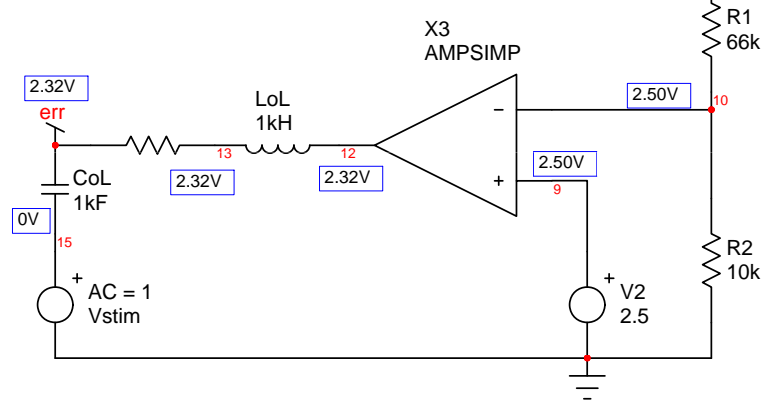 R1
66k
X3
AMPSIMP
2.32V
err
LoL
1kH
2.50V
10
−
13
12
2.50V
CoL
1kF
2.32V
2.32V
+
9
0V
15
R2
10k
+
AC = 1
Vstim
+
V2
2.5